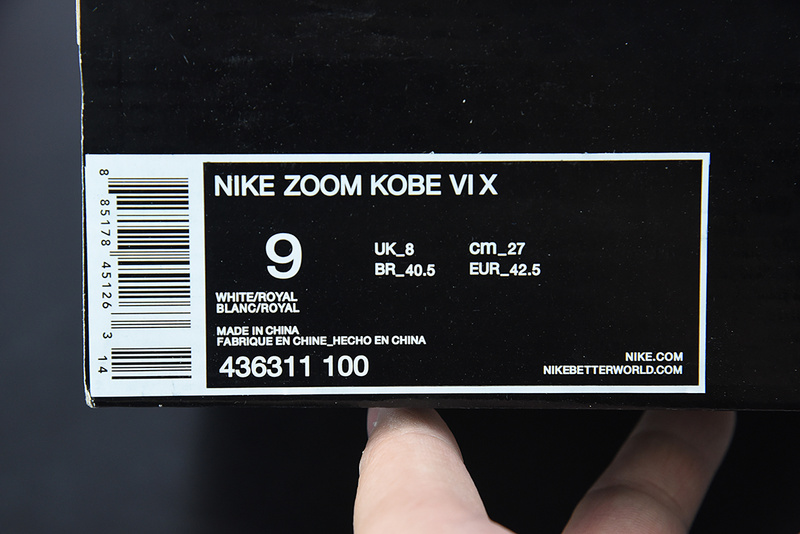 NIKE ZOOM KOBE VI X
9
UK_8 cm_27
BR_40.5 EUR_42.5
WHITE/ROYAL
BLANC/ROYAL
MADE IN CHINA
FABRIQUE EN CHINE_HECHO EN CHINA
436311 100
NIKE.COM
NIKEBETTERWORLD.COM
8 85178 45126 3 14